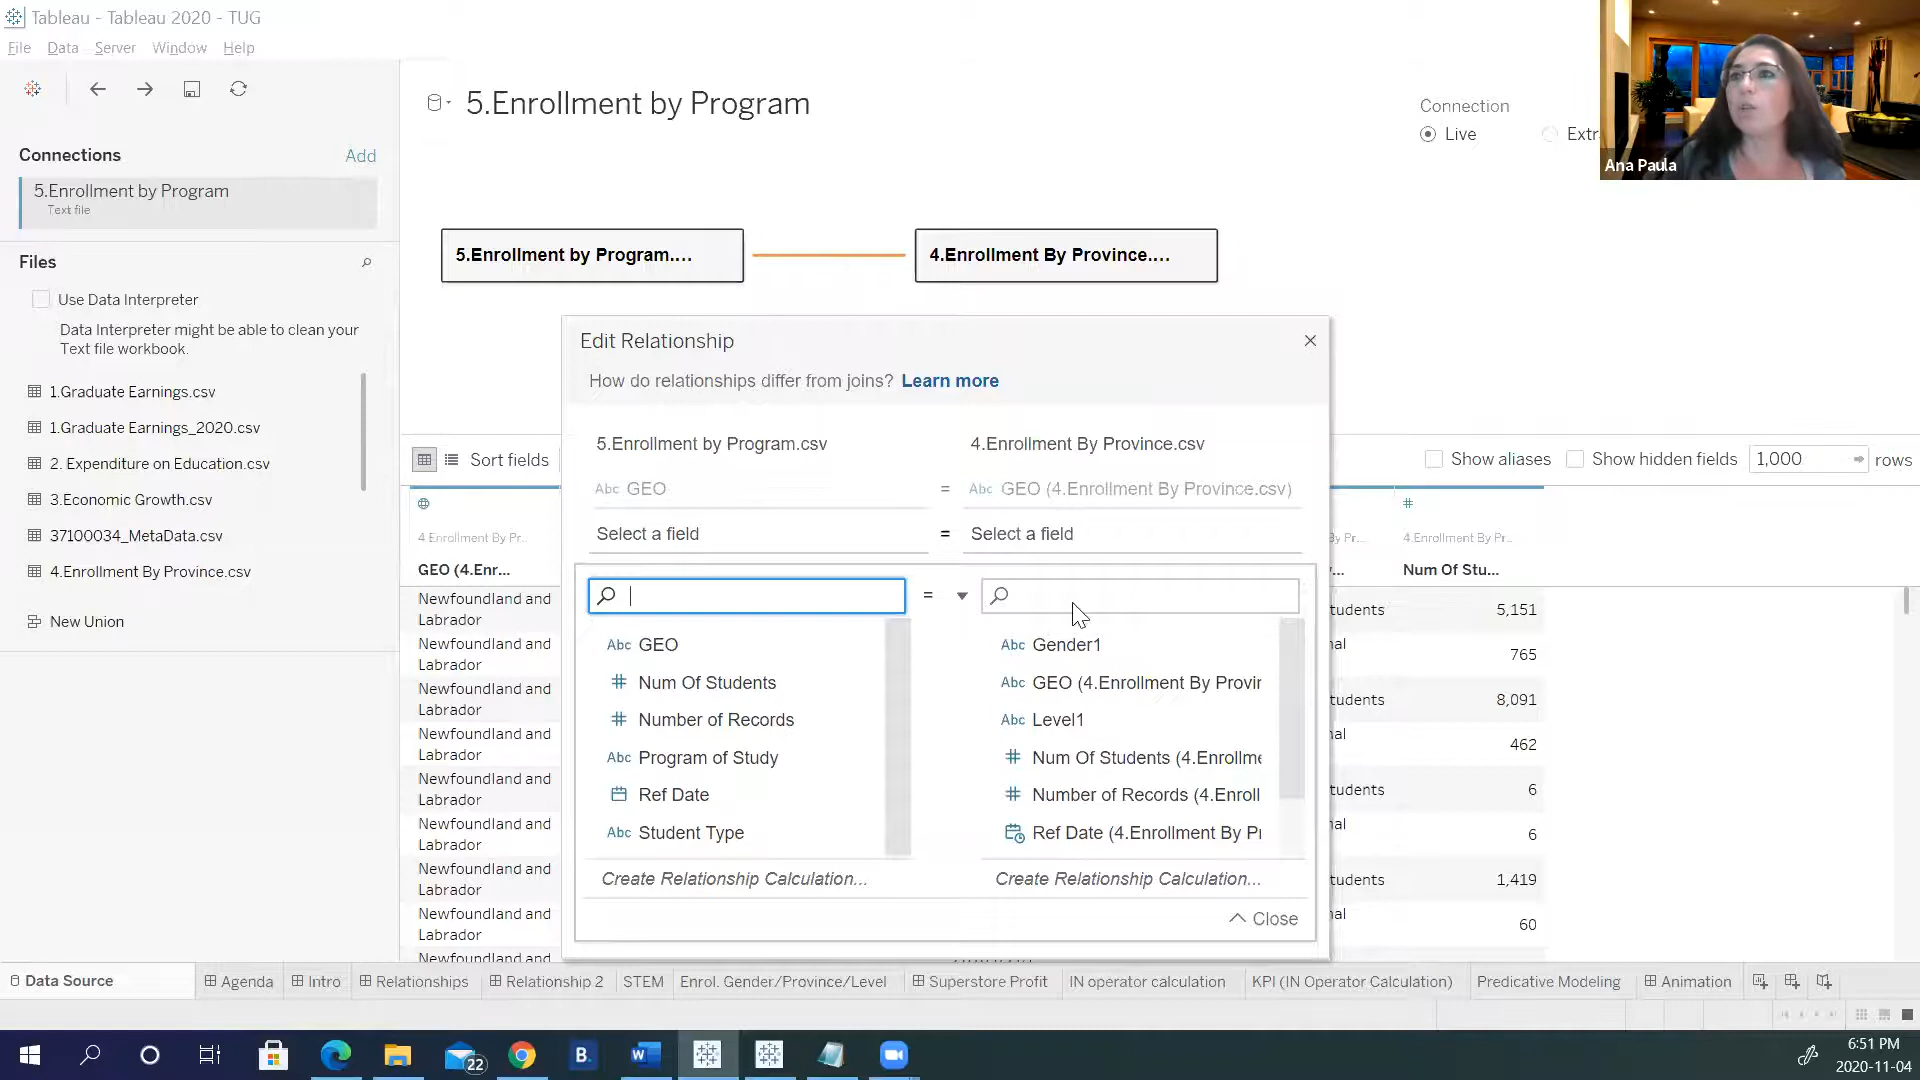 Tableau - Tableau 2020 - TUG
File Data Server Window Help
Connections Add
5.Enrollment by Program
Text file
Files
Use Data Interpreter
Data Interpreter might be able to clean your
Text file workbook.
1.Graduate Earnings.csv
1.Graduate Earnings_2020.csv
2. Expenditure on Education.csv
3.Economic Growth.csv
37100034_MetaData.csv
4.Enrollment By Province.csv
New Union
5.Enrollment by Program
Connection
Live
Extr
Ana Paula
5.Enrollment by Program....
4.Enrollment By Province....
Edit Relationship
How do relationships differ from joins? Learn more
5.Enrollment by Program.csv
4.Enrollment By Province.csv
Abc GEO = Abc GEO (4.Enrollment By Province.csv)
Select a field = Select a field
=
Abc GEO
# Num Of Students
# Number of Records
Abc Program of Study
Ref Date
Abc Student Type
Create Relationship Calculation...
Abc Gender1
Abc GEO (4.Enrollment By Provin
Abc Level1
# Num Of Students (4.Enrollme
# Number of Records (4.Enroll
Ref Date (4.Enrollment By Pr
Create Relationship Calculation...
Close
Sort fields
Show aliases
Show hidden fields
1,000
rows
4.Enrollment By Pr...
GEO (4.Enr...
Newfoundland and
Labrador
Newfoundland and
Labrador
Newfoundland and
Labrador
Newfoundland and
Labrador
Newfoundland and
Labrador
Newfoundland and
Labrador
Newfoundland and
Labrador
Newfoundland and
Labrador
By Pr...
#
4.Enrollment By Pr...
Num Of Stu...
tudents 5,151
nal 765
tudents 8,091
nal 462
tudents 6
nal 6
tudents 1,419
nal 60
Data Source
Agenda
Intro
Relationships
Relationship 2
STEM
Enrol. Gender/Province/Level
Superstore Profit
IN operator calculation
KPI (IN Operator Calculation)
Predicative Modeling
Animation
22
B.
W
6:51 PM
2020-11-04